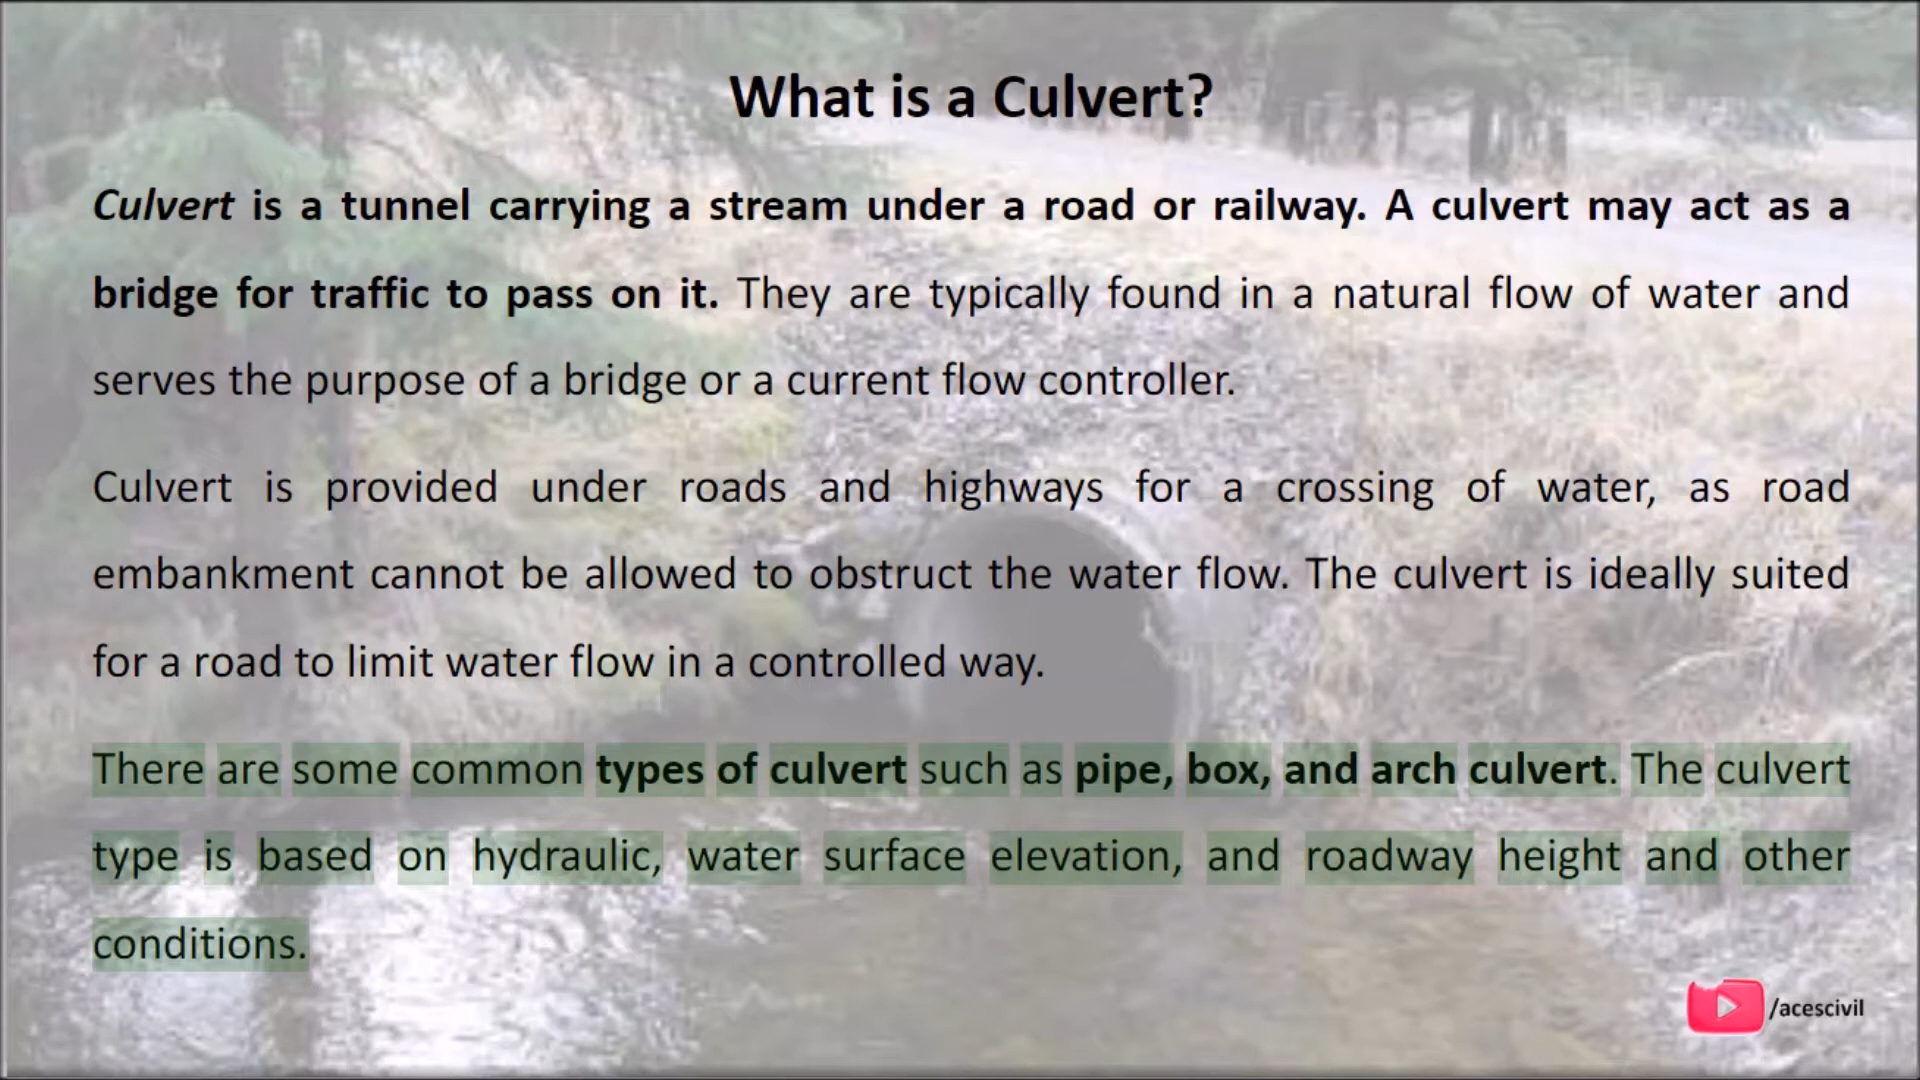 What is a Culvert?
Culvert is a tunnel carrying a stream under a road or railway. A culvert may act as a
bridge for traffic to pass on it. They are typically found in a natural flow of water and
serves the purpose of a bridge or a current flow controller.
Culvert is provided under roads and highways for a crossing of water, as road
embankment cannot be allowed to obstruct the water flow. The culvert is ideally suited
for a road to limit water flow in a controlled way.
There are some common types of culvert such as pipe, box, and arch culvert. The culvert
type is based on hydraulic, water surface elevation, and roadway height and other
conditions.
/acescivil